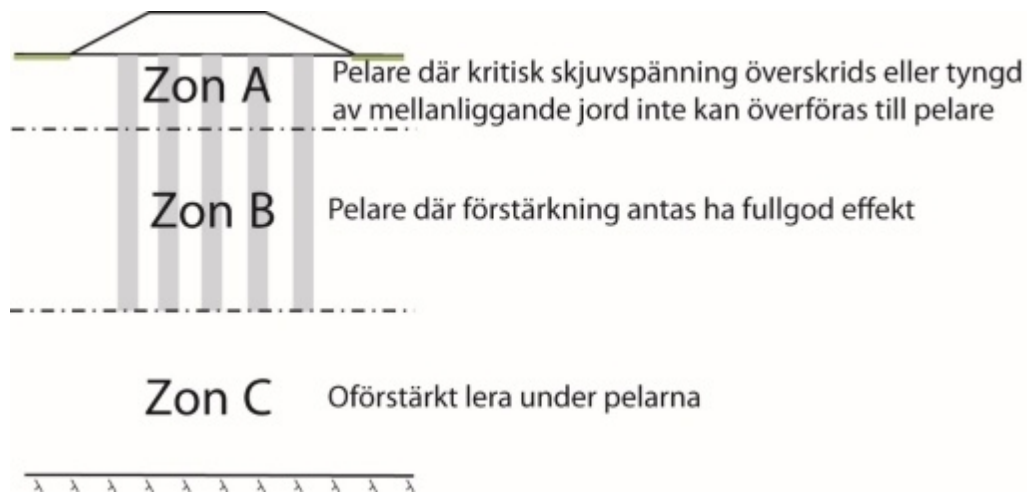 Zon A
Pelare där kritisk skjuvspänning överskrids eller tyngd
av mellanliggande jord inte kan överföras till pelare
Zon B
Pelare där förstärkning antas ha fullgod effekt
Zon C
Oförstärkt lera under pelarna